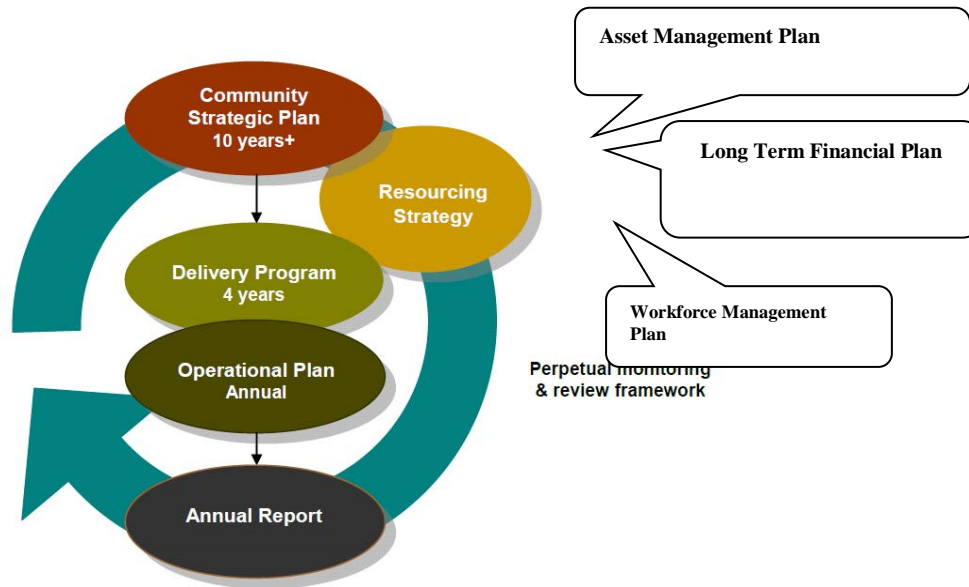 Community
Strategic Plan
10 years+
Resourcing
Strategy
Delivery Program
4 years
Operational Plan
Annual
Annual Report
Asset Management Plan
Long Term Financial Plan
Workforce Management
Plan
Perpetual monitoring
& review framework